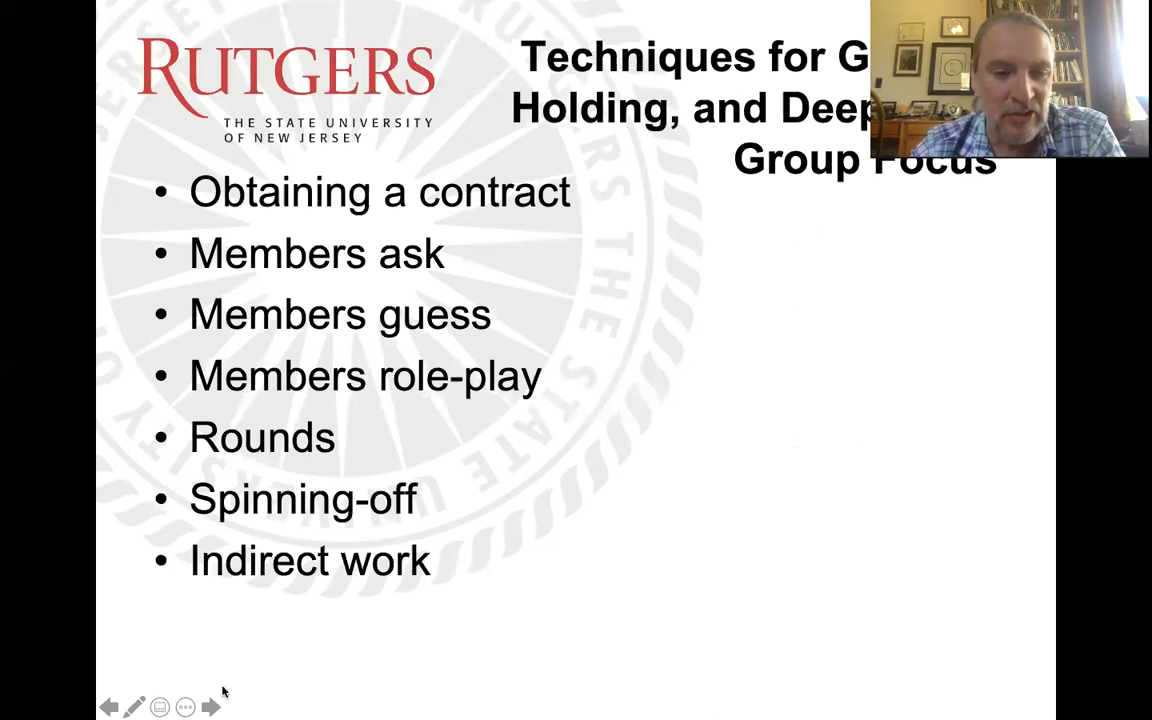 RUTGERS
THE STATE UNIVERSITY
OF NEW JERSEY
Techniques for
Holding, and
Group Focus
• Obtaining a contract
• Members ask
• Members guess
• Members role-play
• Rounds
• Spinning-off
• Indirect work